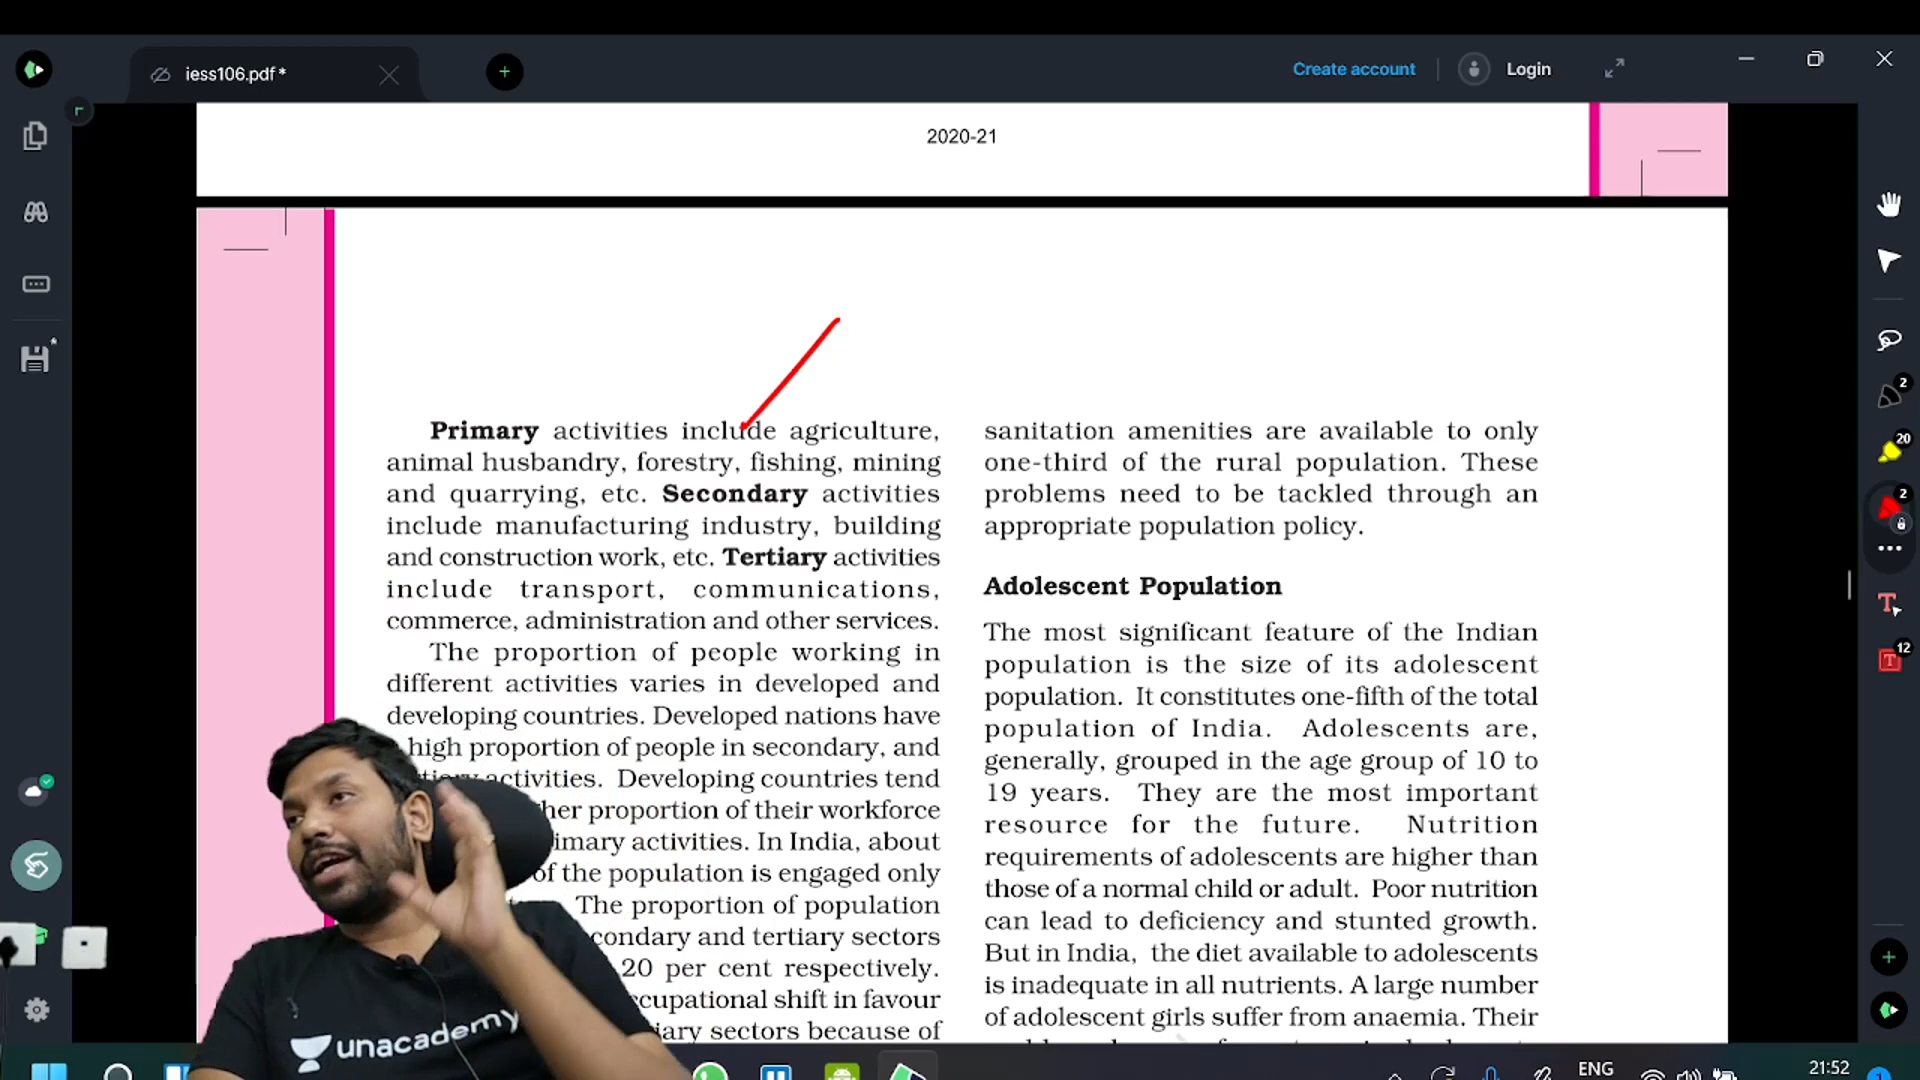 iess106.pdf*
Create account
Login
2020-21
Primary activities include agriculture,
animal husbandry, forestry, fishing, mining
and quarrying, etc. Secondary activities
include manufacturing industry, building
and construction work, etc. Tertiary activities
include transport, communications,
commerce, administration and other services.
The proportion of people working in
different activities varies in developed and
developing countries. Developed nations have
high proportion of people in secondary, and
activities. Developing countries tend
her proportion of their workforce
imary activities. In India, about
of the population is engaged only
The proportion of population
condary and tertiary sectors
20 per cent respectively.
ccupational shift in favour
iary sectors because of
sanitation amenities are available to only
one-third of the rural population. These
problems need to be tackled through an
appropriate population policy.
Adolescent Population
The most significant feature of the Indian
population is the size of its adolescent
population. It constitutes one-fifth of the total
population of India. Adolescents are,
generally, grouped in the age group of 10 to
19 years. They are the most important
resource for the future. Nutrition
requirements of adolescents are higher than
those of a normal child or adult. Poor nutrition
can lead to deficiency and stunted growth.
But in India, the diet available to adolescents
is inadequate in all nutrients. A large number
of adolescent girls suffer from anaemia. Their
2
20
2
12
unacademy
ENG
21:52